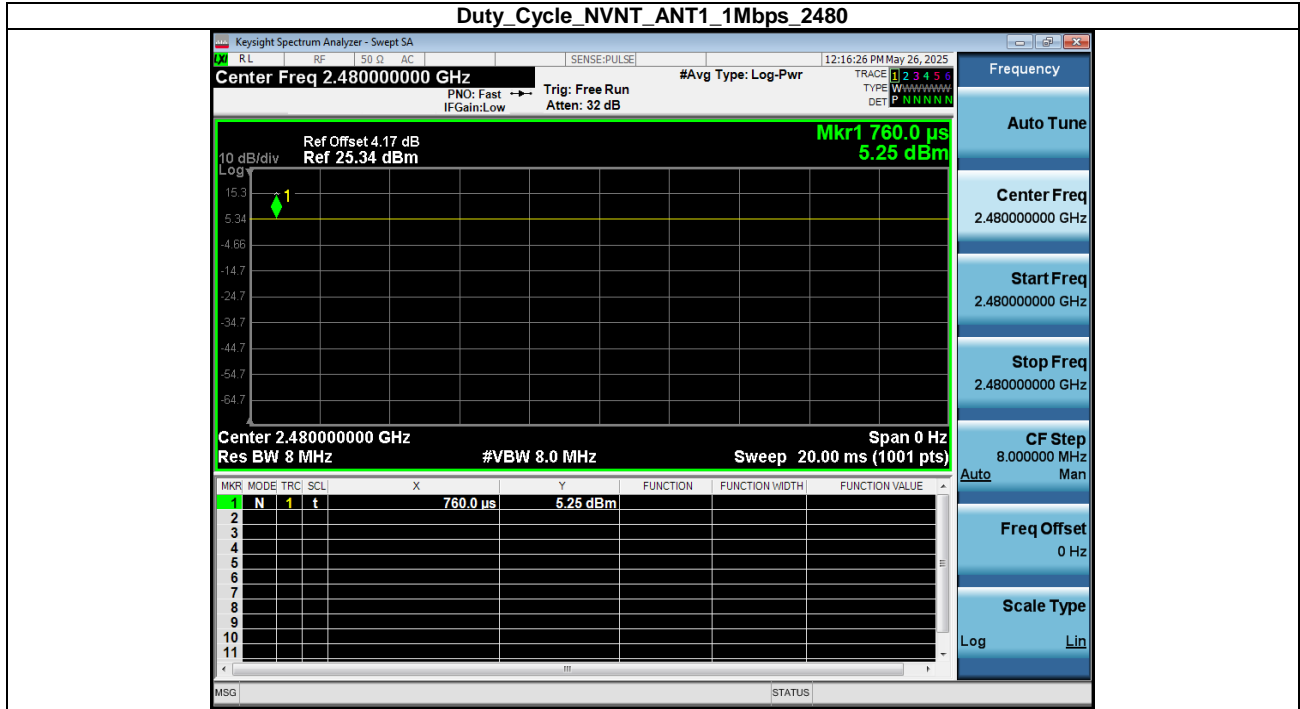 Duty_Cycle_NVNT_ANT1_1Mbps_2480
Keysight Spectrum Analyzer - Swept SA
LXI RL RF 50 Ω AC SENSE:PULSE 12:16:26 PM May 26, 2025
Center Freq 2.480000000 GHz #Avg Type: Log-Pwr TRACE 1 2 3 4 5 6
PNO: Fast Trig: Free Run TYPE WWWWWW
IFGain:Low Atten: 32 dB DET P N N N N N
Frequency
Auto Tune
Center Freq
2.480000000 GHz
Start Freq
2.480000000 GHz
Stop Freq
2.480000000 GHz
CF Step
8.000000 MHz
Auto Man
Freq Offset
0 Hz
Scale Type
Log Lin
Mkr1 760.0 µs
Ref Offset 4.17 dB
10 dB/div Ref 25.34 dBm 5.25 dBm
Log
15.3
1
5.34
-4.66
-14.7
-24.7
-34.7
-44.7
-54.7
-64.7
Center 2.480000000 GHz Span 0 Hz
Res BW 8 MHz #VBW 8.0 MHz Sweep 20.00 ms (1001 pts)
MKR MODE TRC SCL X Y FUNCTION FUNCTION WIDTH FUNCTION VALUE
1 N 1 t 760.0 µs 5.25 dBm
2
3
4
5
6
7
8
9
10
11
MSG STATUS